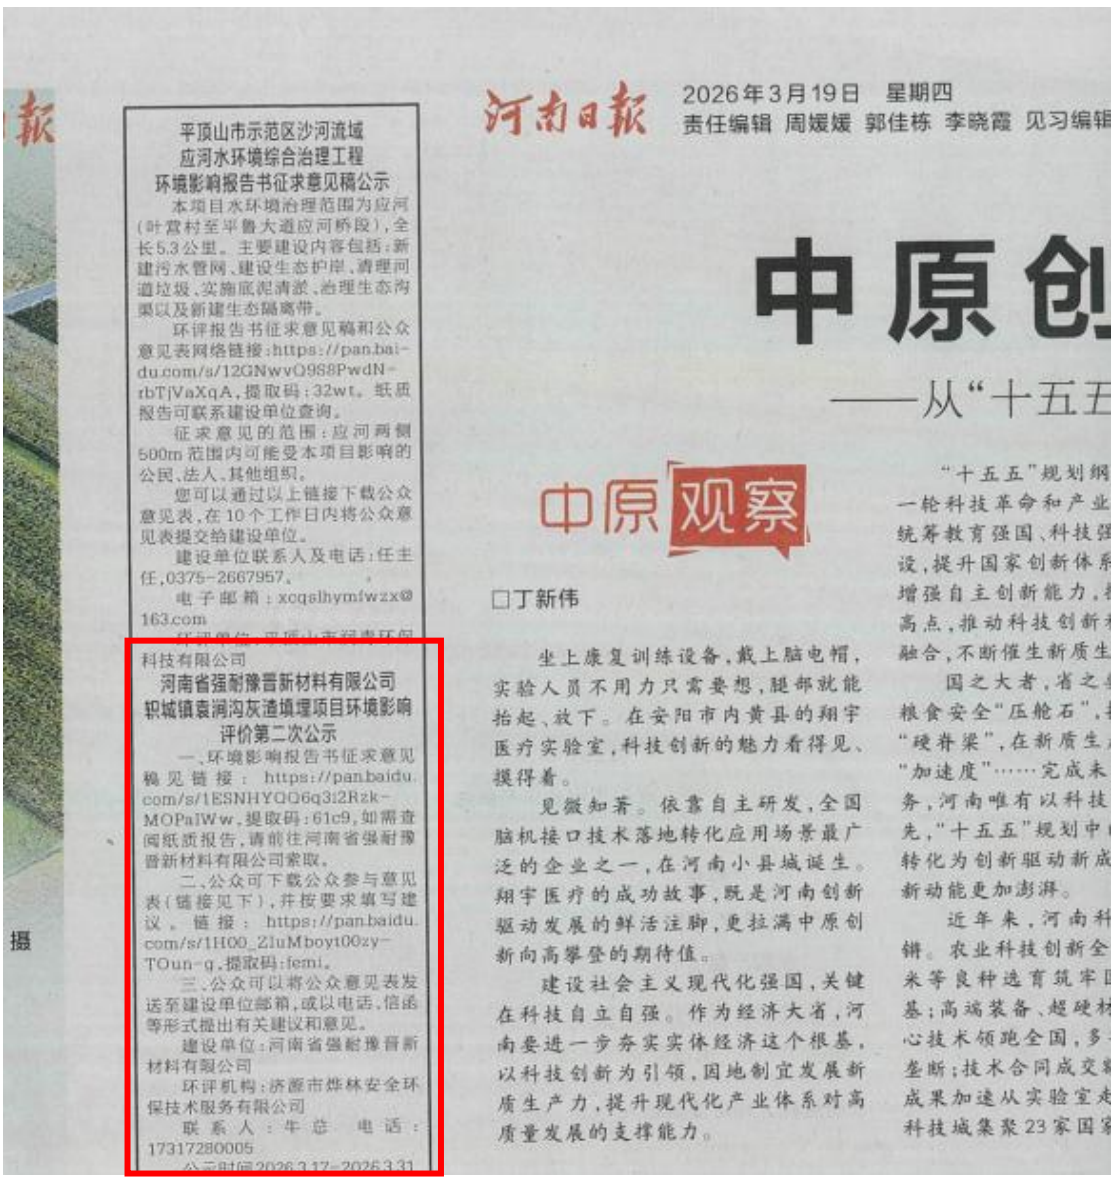 日报
摄
平顶山市示范区沙河流域
应河水环境综合治理工程
环境影响报告书征求意见稿公示
本项目水环境治理范围为应河
(叶营村至平鲁大道应河桥段),全
长5.3公里。主要建设内容包括:新
建污水管网、建设生态护岸、清理河
道垃圾、实施底泥清淤、治理生态沟
渠以及新建生态隔离带。
环评报告书征求意见稿和公众
意见表网络链接:https://pan.bai-
du.com/s/12GNwvQ9S8PwdN-
rbTjVaXqA,提取码:32wt。纸质
报告可联系建设单位查询。
征求意见的范围:应河两侧
500m范围内可能受本项目影响的
公民、法人、其他组织。
您可以通过以上链接下载公众
意见表,在10个工作日内将公众意
见表提交给建设单位。
建设单位联系人及电话:任主
任,0375-2667957。
电子邮箱:xcqslhymfwzx@
163.com
环评单位:平顶山市润青环保
科技有限公司
河南省强耐豫晋新材料有限公司
轵城镇袁涧沟灰渣填埋项目环境影响
评价第二次公示
一、环境影响报告书征求意见
稿见链接:https://pan.baidu.
com/s/1ESNHYQQ6q3i2Rzk-
MOPaIWw,提取码:61c9,如需查
阅纸质报告,请前往河南省强耐豫
晋新材料有限公司索取。
二、公众可下载公众参与意见
表(链接见下),并按要求填写建
议。链接:https://pan.baidu.
com/s/1H00_ZIuMboyt00zy-
TOun-g,提取码:femi。
三、公众可以将公众意见表发
送至建设单位邮箱,或以电话、信函
等形式提出有关建议和意见。
建设单位:河南省强耐豫晋新
材料有限公司
环评机构:济源市烨林安全环
保技术服务有限公司
联系人:牛总 电话:
17317280005
公示时间2026.3.17-2026.3.31
河南日报
2026年3月19日 星期四
责任编辑 周媛媛 郭佳栋 李晓霞 见习编辑
中原创
——从“十五五
中原观察
□丁新伟
坐上康复训练设备,戴上脑电帽,
实验人员不用力只需要想,腿部就能
抬起、放下。在安阳市内黄县的翔宇
医疗实验室,科技创新的魅力看得见、
摸得着。
见微知著。依靠自主研发,全国
脑机接口技术落地转化应用场景最广
泛的企业之一,在河南小县城诞生。
翔宇医疗的成功故事,既是河南创新
驱动发展的鲜活注脚,更拉满中原创
新向高攀登的期待值。
建设社会主义现代化强国,关键
在科技自立自强。作为经济大省,河
南要进一步夯实实体经济这个根基,
以科技创新为引领,因地制宜发展新
质生产力,提升现代化产业体系对高
质量发展的支撑能力。
“十五五”规划纲
一轮科技革命和产业
统筹教育强国、科技强
设,提升国家创新体系
增强自主创新能力,
高点,推动科技创新
融合,不断催生新质生
国之大者,省之
粮食安全“压舱石”,
“硬脊梁”,在新质生
“加速度”……完成未
务,河南唯有以科技
先,“十五五”规划中
转化为创新驱动新成
新动能更加澎湃。
近年来,河南科
锵。农业科技创新全
米等良种选育筑牢
基;高端装备、超硬材
心技术领跑全国,多
垄断;技术合同成交额
成果加速从实验室走
科技城集聚23家国家